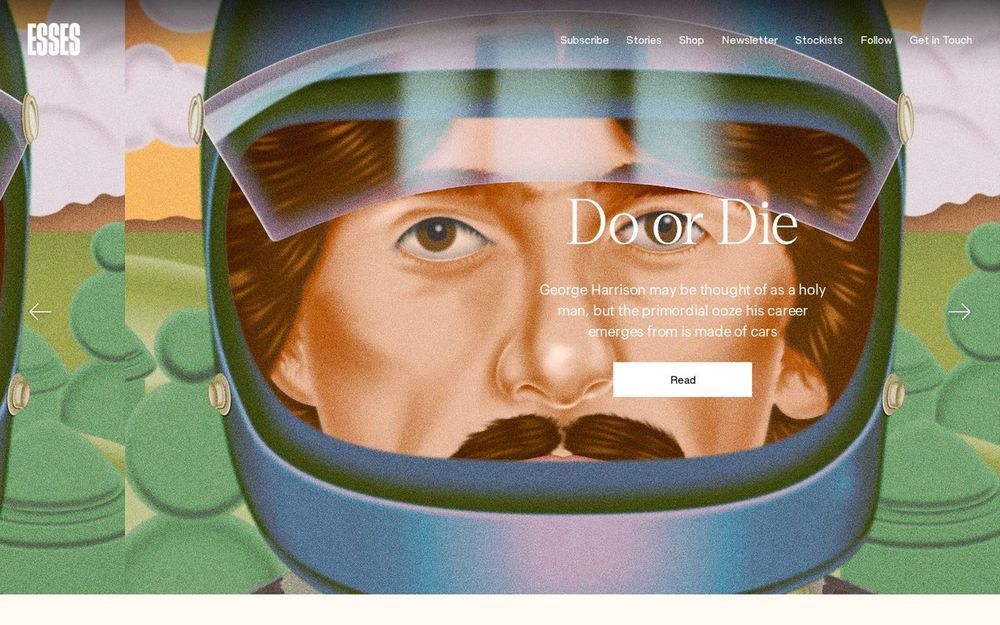 ESSES
Subscribe Stories Shop Newsletter Stockists Follow Get in Touch
Do or Die
George Harrison may be thought of as a holy
man, but the primordial ooze his career
emerges from is made of cars
Read